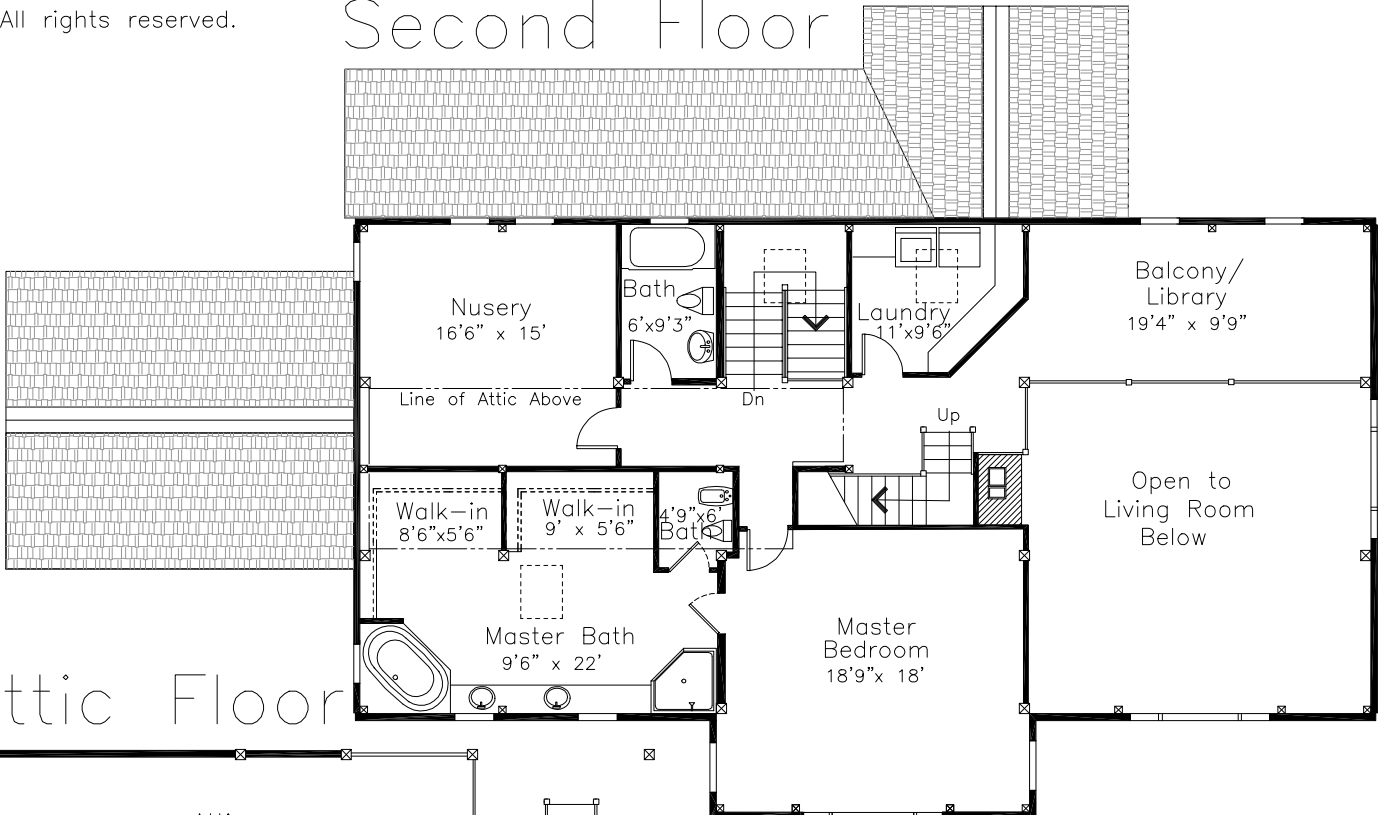 All rights reserved.
Second Floor
Nusery
16'6" x 15'
Bath
6'x9'3"
Laundry
11'x9'6"
Balcony/
Library
19'4" x 9'9"
Line of Attic Above
Dn
Up
Walk-in
8'6"x5'6"
Walk-in
9' x 5'6"
4'9"x6'
Bath
Open to
Living Room
Below
Master Bath
9'6" x 22'
Master
Bedroom
18'9"x 18'
ttic Floor